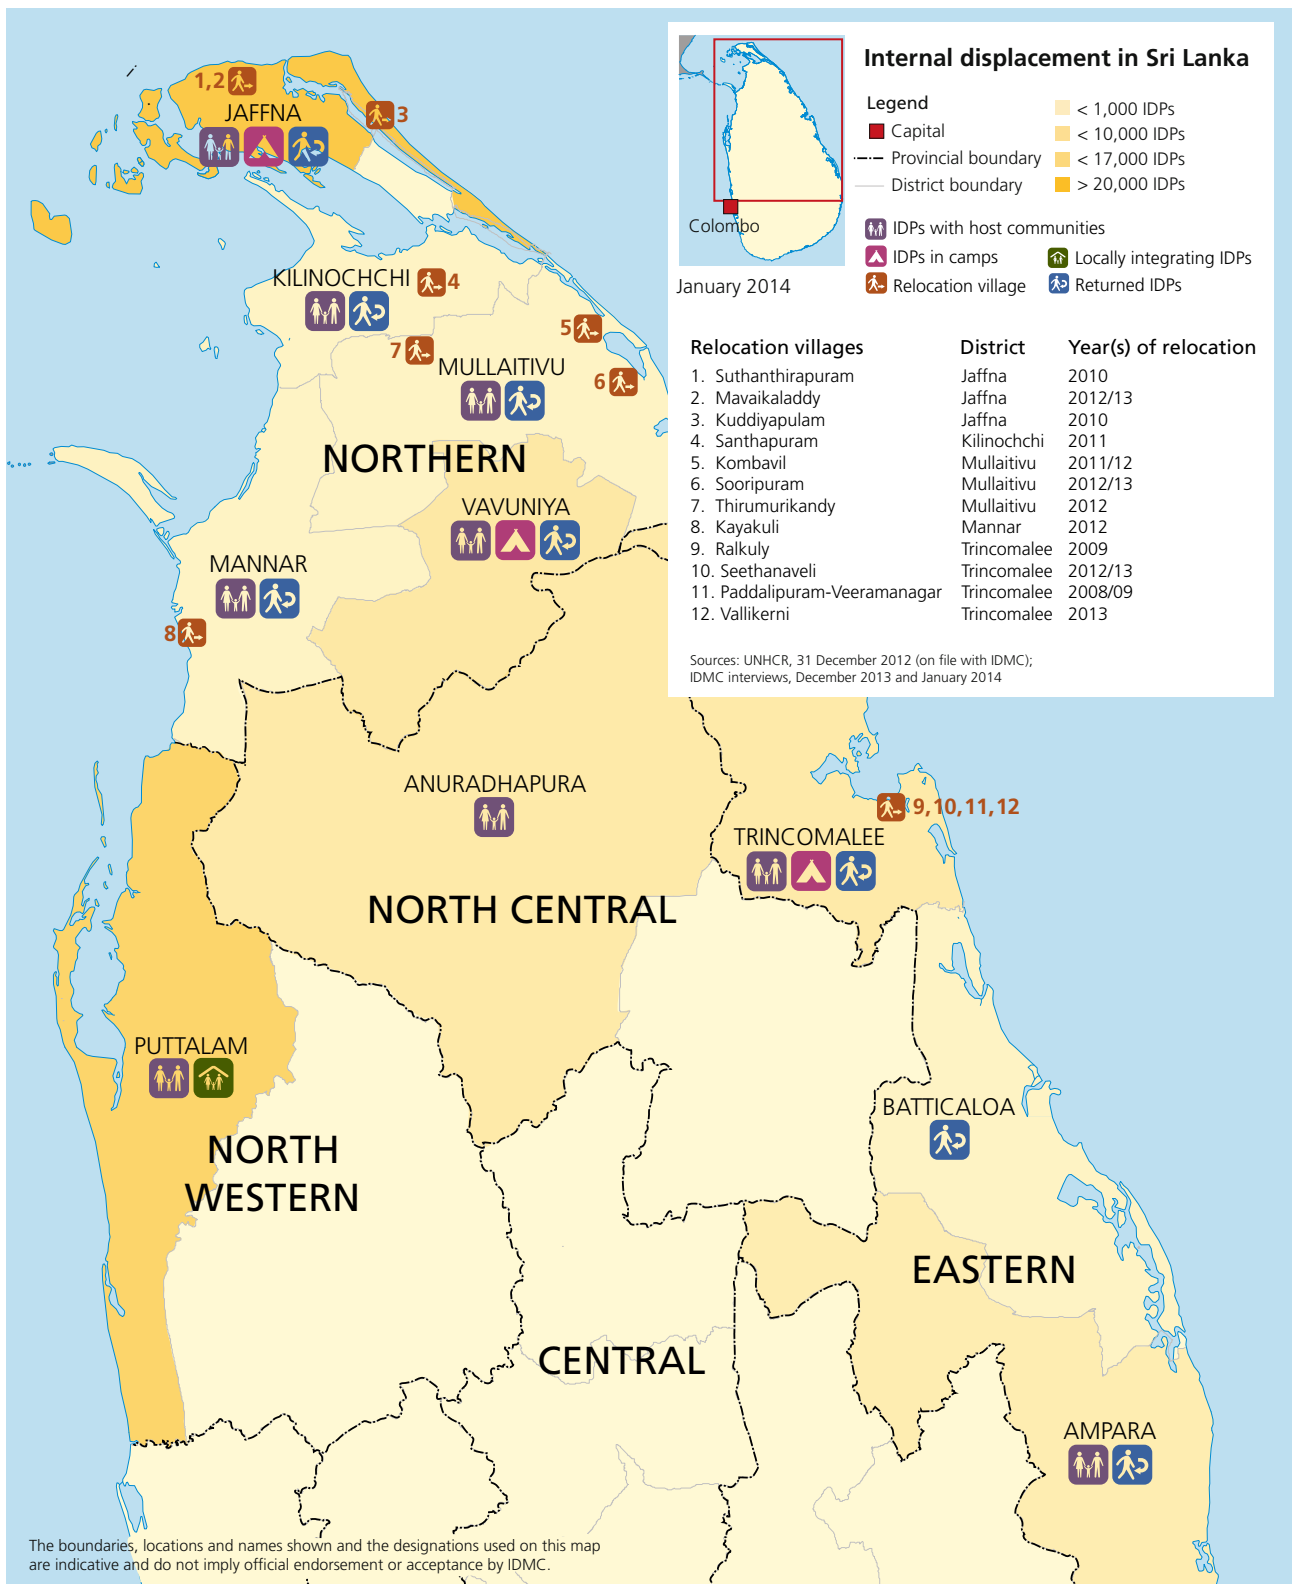 Internal displacement in Sri Lanka
Legend
Capital
Provincial boundary
District boundary
< 1,000 IDPs
< 10,000 IDPs
< 17,000 IDPs
> 20,000 IDPs
IDPs with host communities
IDPs in camps
Relocation village
Locally integrating IDPs
Returned IDPs
Colombo
January 2014
Relocation villages District Year(s) of relocation
1. Suthanthirapuram Jaffna 2010
2. Mavaikaladdy Jaffna 2012/13
3. Kuddiyapulam Jaffna 2010
4. Santhapuram Kilinochchi 2011
5. Kombavil Mullaitivu 2011/12
6. Sooripuram Mullaitivu 2012/13
7. Thirumurikandy Mullaitivu 2012
8. Kayakuli Mannar 2012
9. Ralkuly Trincomalee 2009
10. Seethanaveli Trincomalee 2012/13
11. Paddalipuram-Veeramanagar Trincomalee 2008/09
12. Vallikerni Trincomalee 2013
Sources: UNHCR, 31 December 2012 (on file with IDMC);
IDMC interviews, December 2013 and January 2014
1,2
JAFFNA
3
KILINOCHCHI
4
5
7
MULLAITIVU
6
NORTHERN
VAVUNIYA
MANNAR
8
ANURADHAPURA
9,10,11,12
TRINCOMALEE
NORTH CENTRAL
PUTTALAM
BATTICALOA
NORTH
WESTERN
EASTERN
CENTRAL
AMPARA
The boundaries, locations and names shown and the designations used on this map
are indicative and do not imply official endorsement or acceptance by IDMC.